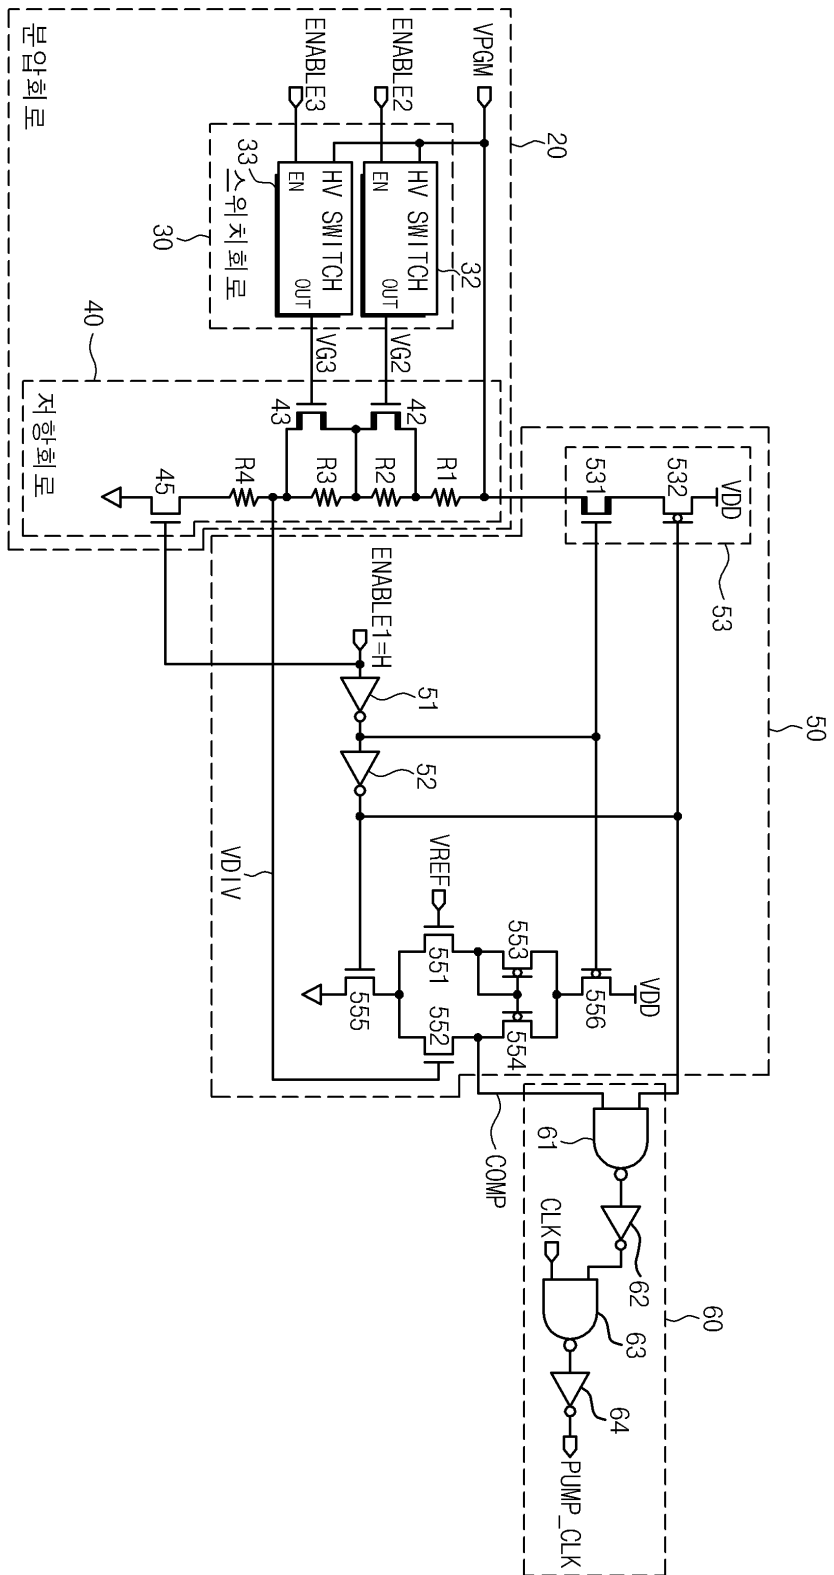 50
53
60
VDD
532
VDD
62
63
64
531
556
PUMP_CLK
20
CLK
61
553
554
COMP
VPGM
32
R1
VREF
551
552
51
52
HV SWITCH
42
ENABLE2
VG2
EN
OUT
R2
ENABLE1=H
555
HV SWITCH
R3
ENABLE3
VG3
EN
OUT
43
33
R4
스위치회로
VDIV
30
45
40
저항회로
분압회로